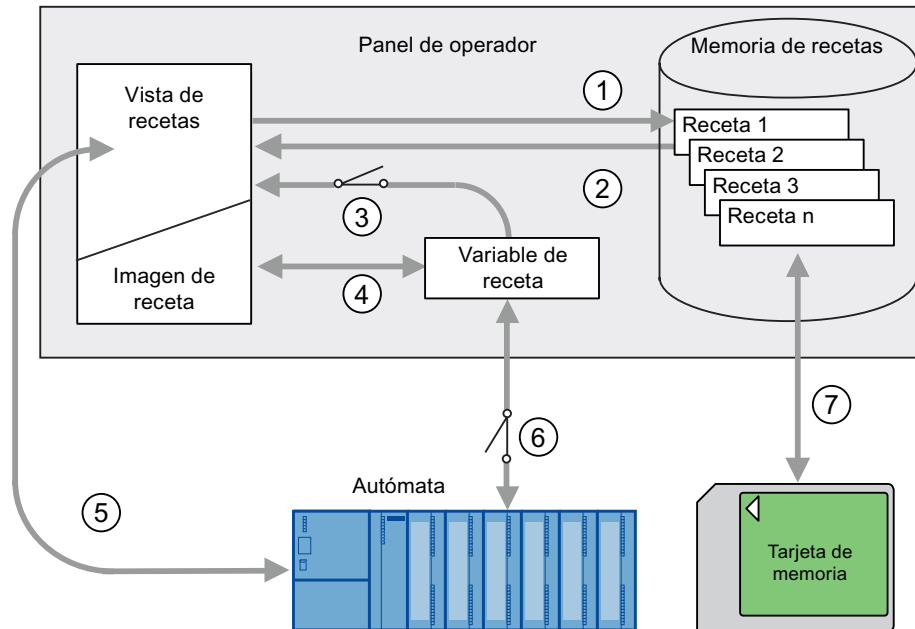 Panel de operador
Memoria de recetas
Vista de
recetas
1
Receta 1
Receta 2
Receta 3
Receta n
2
3
Variable de
receta
Imagen de
receta
4
7
6
Autómata
5
Tarjeta de
memoria